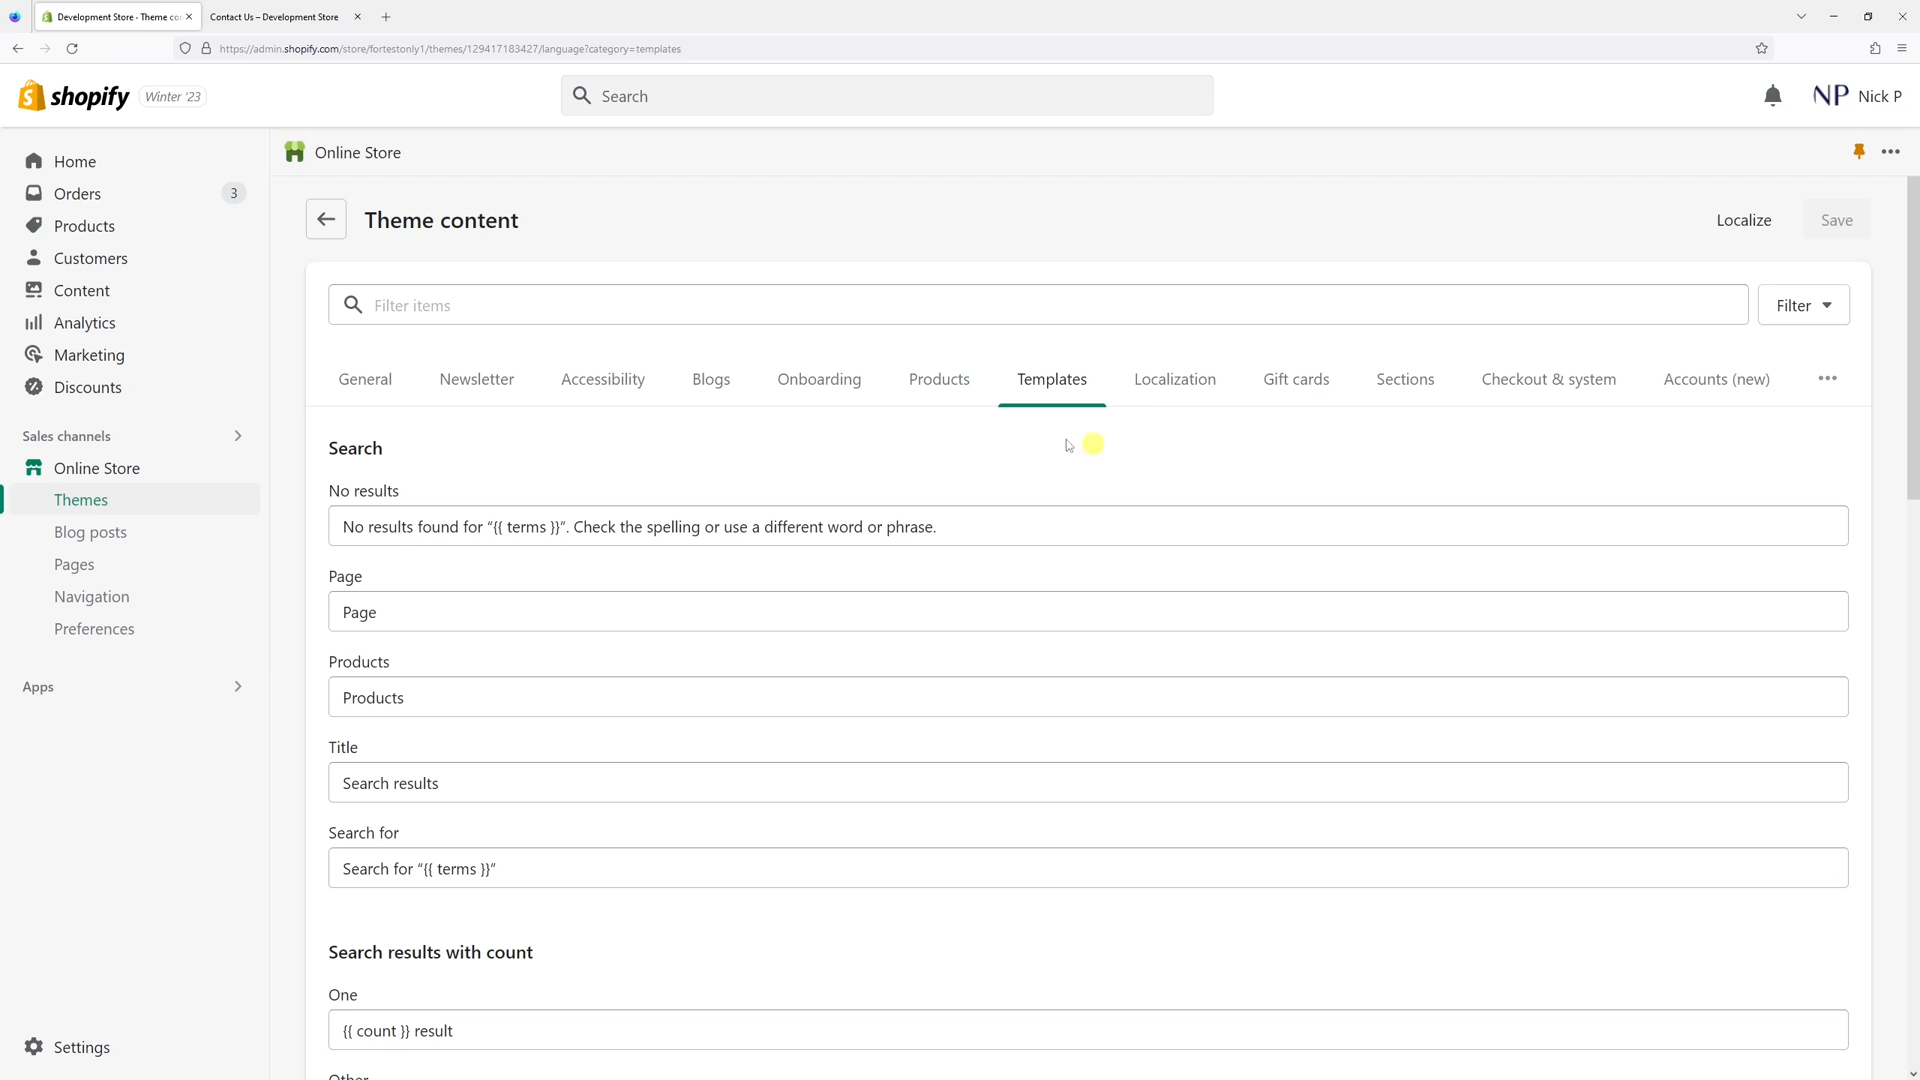 Development Store - Theme cor
Contact Us – Development Store
https://admin.shopify.com/store/fortestonly1/themes/129417183427/language?category=templates
shopify
Winter '23
Search
NP
Nick P
Home
Orders
3
Products
Customers
Content
Analytics
Marketing
Discounts
Sales channels
Online Store
Themes
Blog posts
Pages
Navigation
Preferences
Apps
Settings
Online Store
Theme content
Localize
Save
Filter items
Filter
General
Newsletter
Accessibility
Blogs
Onboarding
Products
Templates
Localization
Gift cards
Sections
Checkout & system
Accounts (new)
Search
No results
No results found for “{{ terms }}”. Check the spelling or use a different word or phrase.
Page
Page
Products
Products
Title
Search results
Search for
Search for “{{ terms }}”
Search results with count
One
{{ count }} result
Other